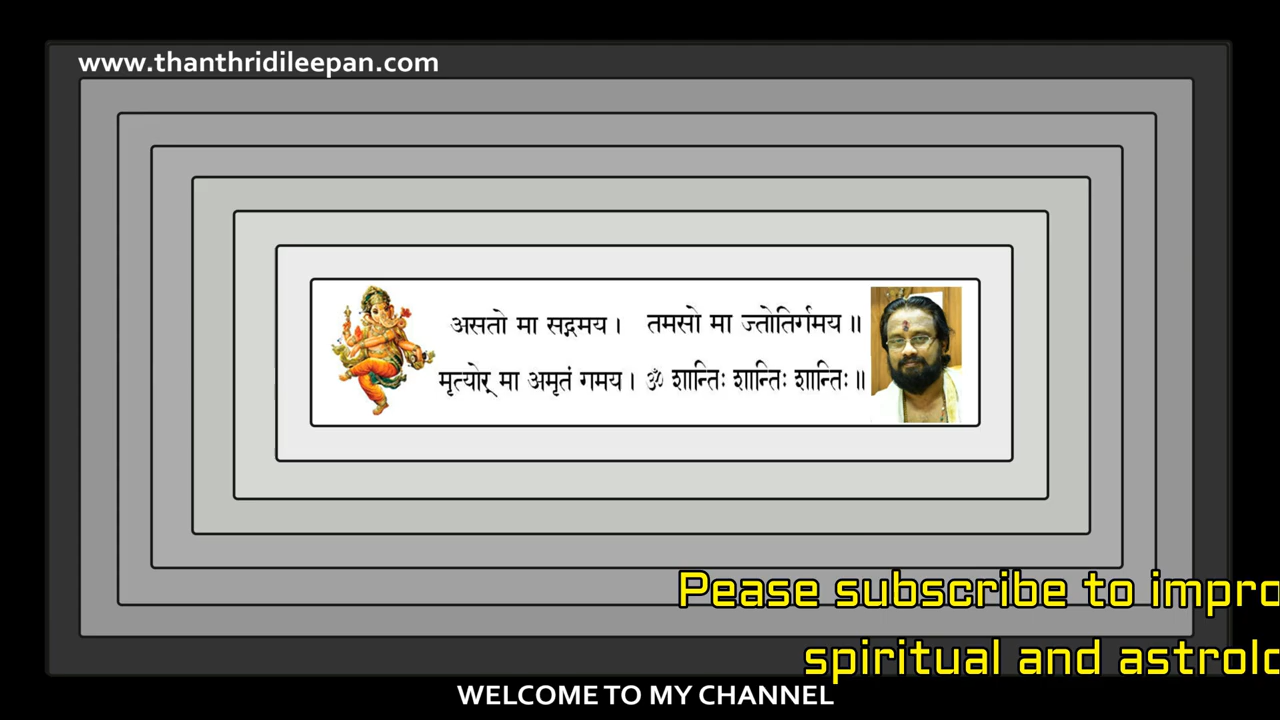 www.thanthridileepan.com
असतो मा सद्गमय। तमसो मा ज्तोतिर्गमय॥
मृत्योर् मा अमृतं गमय। ॐ शान्तिः शान्तिः शान्तिः॥
Pease subscribe to impro
spiritual and astrolo
WELCOME TO MY CHANNEL